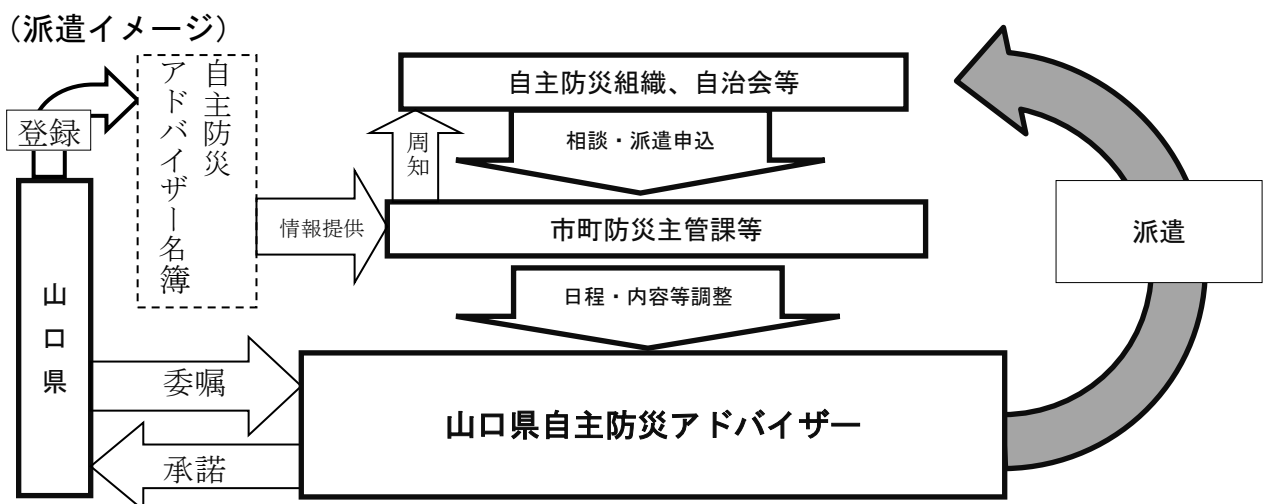 （派遣イメージ）
登録
自主防災
アドバイザー名簿
自主防災組織、自治会等
周知
相談・派遣申込
情報提供
市町防災主管課等
派遣
日程・内容等調整
山口県
委嘱
承諾
山口県自主防災アドバイザー